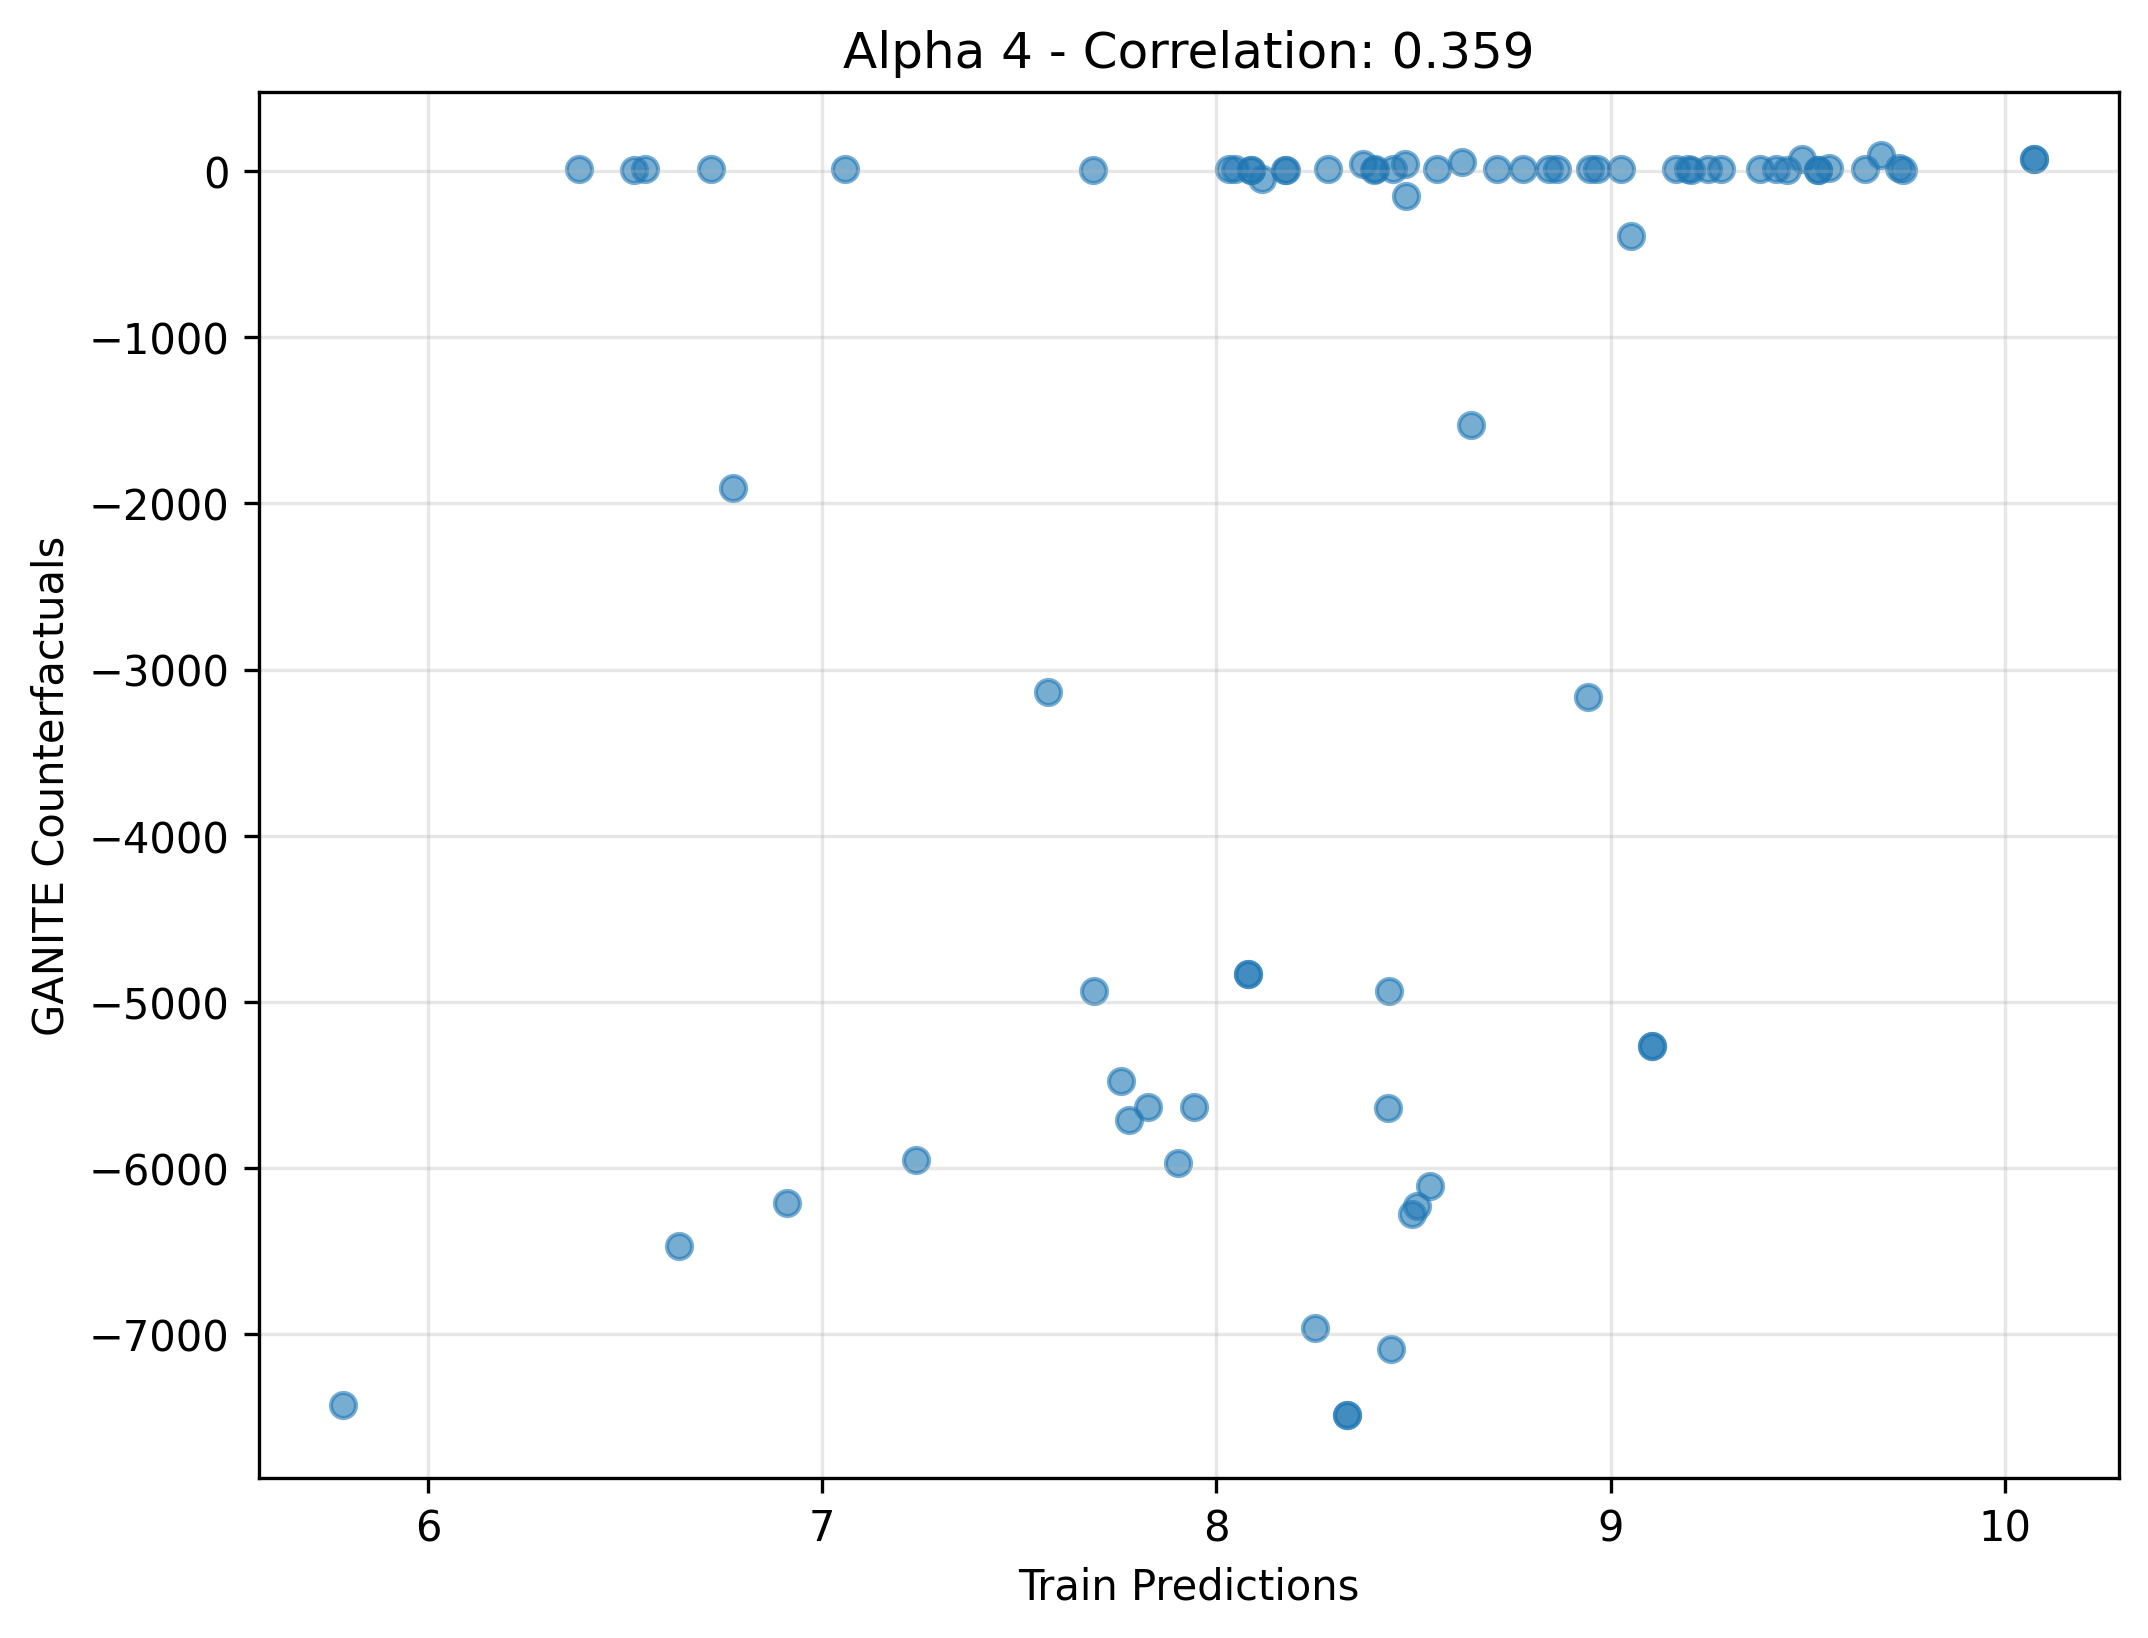 Alpha 4 - Correlation: 0.359
0
−1000
−2000
−3000
−4000
−5000
−6000
−7000
GANITE Counterfactuals
6 7 8 9 10
Train Predictions